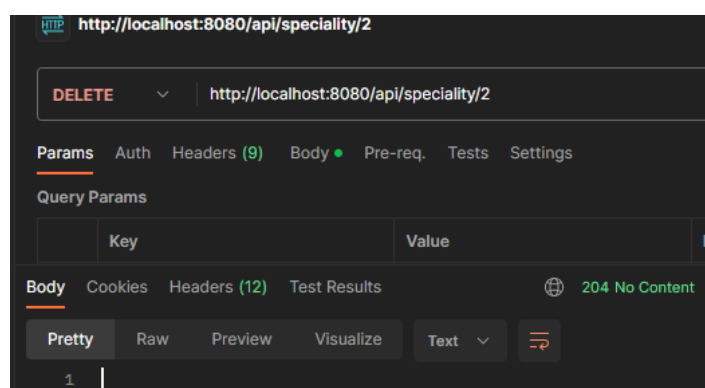 HTTP http://localhost:8080/api/speciality/2
DELETE http://localhost:8080/api/speciality/2
Params Auth Headers (9) Body Pre-req. Tests Settings
Query Params
Key Value
Body Cookies Headers (12) Test Results 204 No Content
Pretty Raw Preview Visualize Text
1